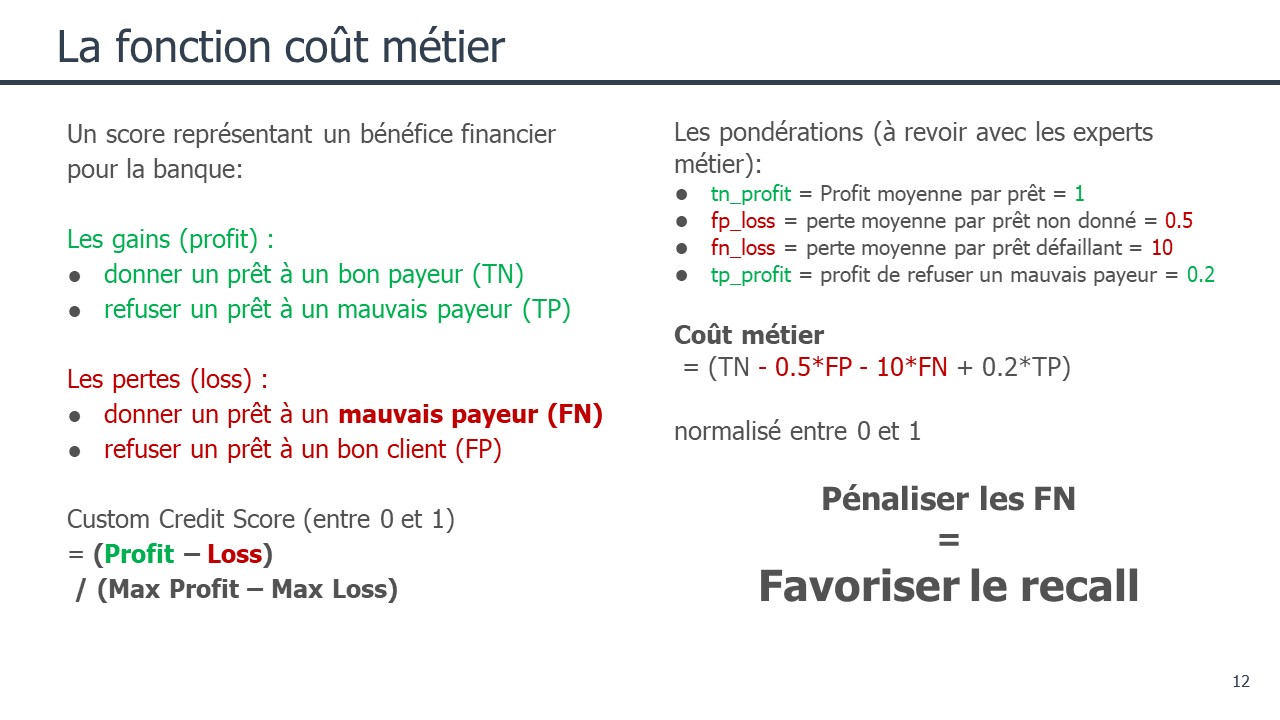 La fonction coût métier
Un score représentant un bénéfice financier
pour la banque:
Les gains (profit) :
● donner un prêt à un bon payeur (TN)
● refuser un prêt à un mauvais payeur (TP)
Les pertes (loss) :
● donner un prêt à un mauvais payeur (FN)
● refuser un prêt à un bon client (FP)
Custom Credit Score (entre 0 et 1)
= (Profit – Loss)
/ (Max Profit – Max Loss)
Les pondérations (à revoir avec les experts
métier):
● tn_profit = Profit moyenne par prêt = 1
● fp_loss = perte moyenne par prêt non donné = 0.5
● fn_loss = perte moyenne par prêt défaillant = 10
● tp_profit = profit de refuser un mauvais payeur = 0.2
Coût métier
= (TN - 0.5*FP - 10*FN + 0.2*TP)
normalisé entre 0 et 1
Pénaliser les FN
=
Favoriser le recall
12